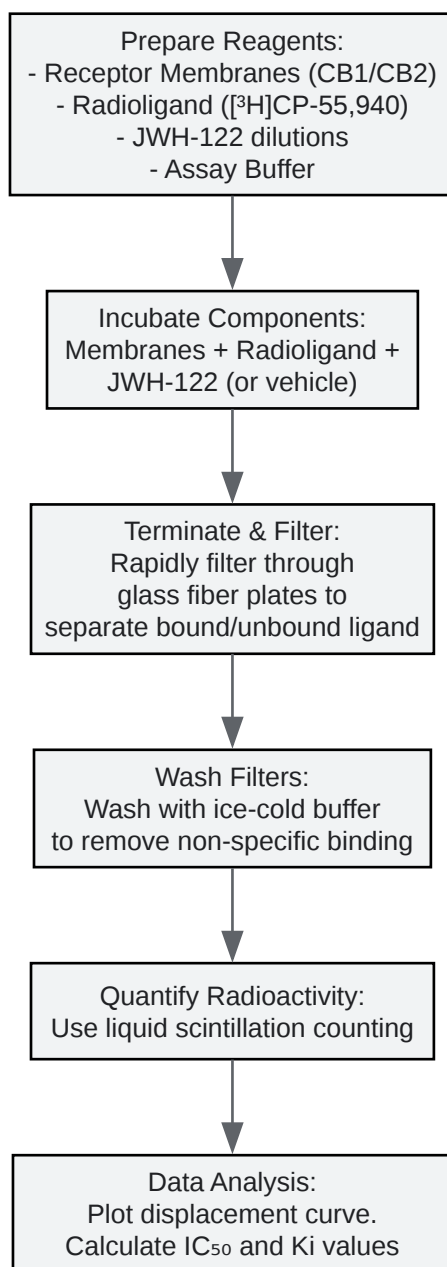 Prepare Reagents:
- Receptor Membranes (CB1/CB2)
- Radioligand ([³H]CP-55,940)
- JWH-122 dilutions
- Assay Buffer
Incubate Components:
Membranes + Radioligand +
JWH-122 (or vehicle)
Terminate & Filter:
Rapidly filter through
glass fiber plates to
separate bound/unbound ligand
Wash Filters:
Wash with ice-cold buffer
to remove non-specific binding
Quantify Radioactivity:
Use liquid scintillation counting
Data Analysis:
Plot displacement curve.
Calculate IC₅₀ and Ki values